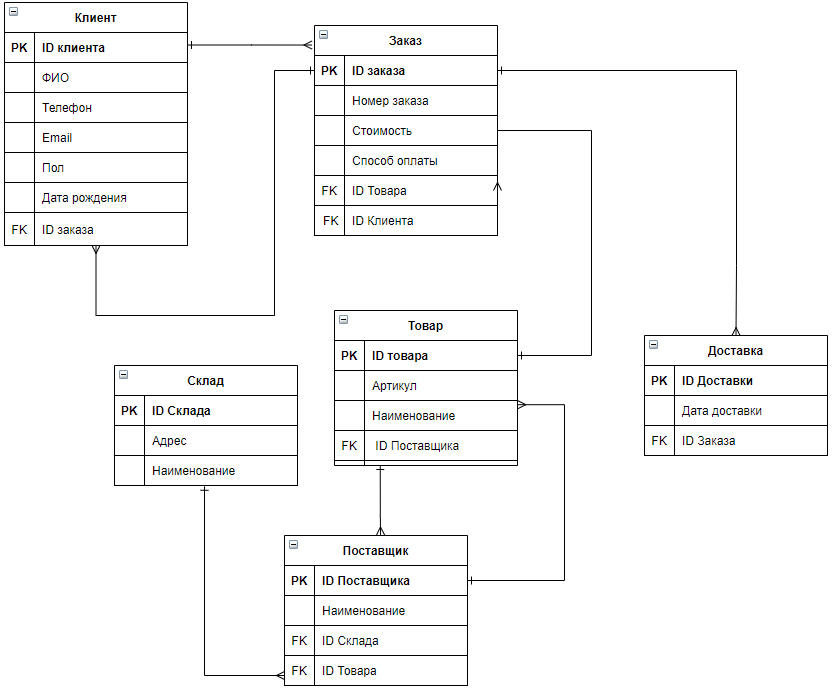 Клиент
PK ID клиента
ФИО
Телефон
Email
Пол
Дата рождения
FK ID заказа
Заказ
PK ID заказа
Номер заказа
Стоимость
Способ оплаты
FK ID Товара
FK ID Клиента
Товар
PK ID товара
Артикул
Наименование
FK ID Поставщика
Доставка
PK ID Доставки
Дата доставки
FK ID Заказа
Склад
PK ID Склада
Адрес
Наименование
Поставщик
PK ID Поставщика
Наименование
FK ID Склада
FK ID Товара